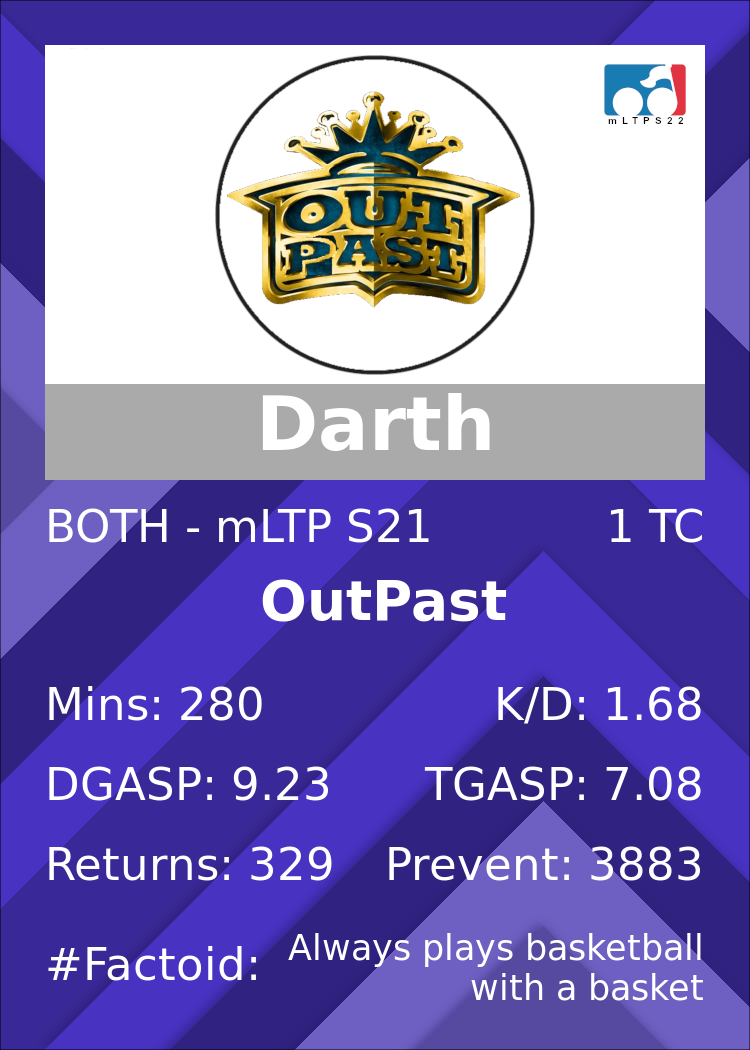 OUT
PAST
mLTPS22
Darth
BOTH - mLTP S21 1 TC
OutPast
Mins: 280 K/D: 1.68
DGASP: 9.23 TGASP: 7.08
Returns: 329 Prevent: 3883
#Factoid: Always plays basketball
with a basket